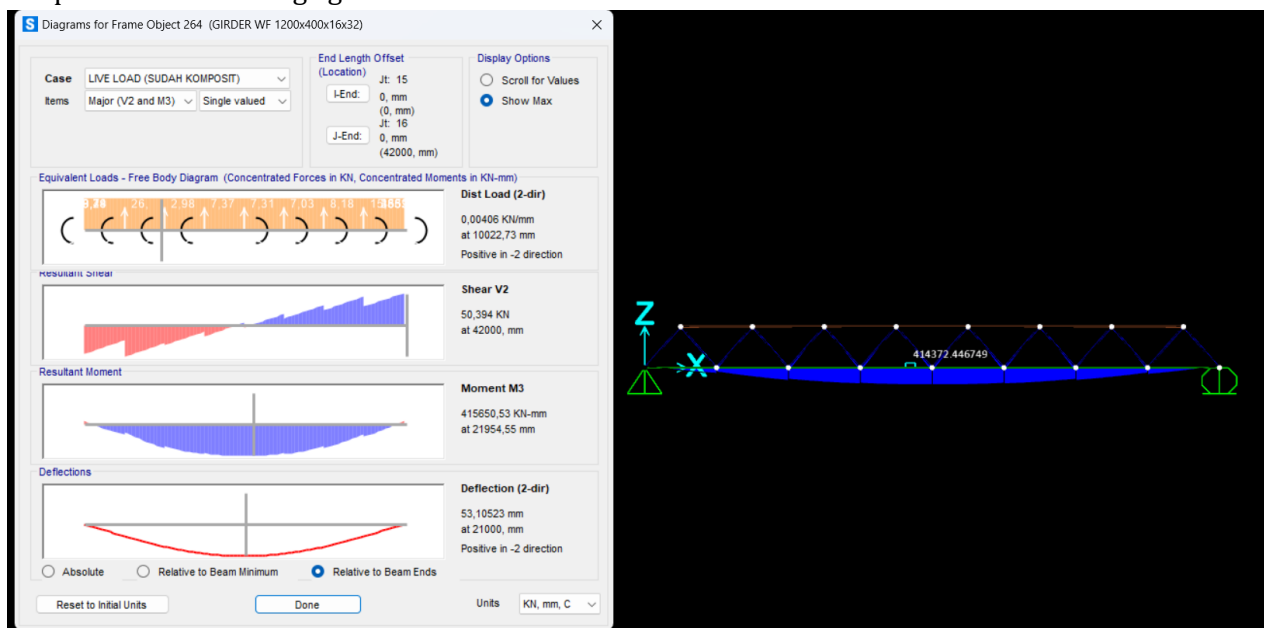 Diagrams for Frame Object 264 (GIRDER WF 1200x400x16x32)
Case LIVE LOAD (SUDAH KOMPOSIT)
Items Major (V2 and M3) Single valued
End Length Offset
(Location)
Jt: 15
I-End: 0, mm
(0, mm)
Jt: 16
J-End: 0, mm
(42000, mm)
Display Options
Scroll for Values
Show Max
Equivalent Loads - Free Body Diagram (Concentrated Forces in KN, Concentrated Moments in KN-mm)
26, 2,98 7,37 7,31 7,03 8,18
Dist Load (2-dir)
0,00406 KN/mm
at 10022,73 mm
Positive in -2 direction
Resultant Shear
Shear V2
50,394 KN
at 42000, mm
Resultant Moment
Moment M3
415650,53 KN-mm
at 21954,55 mm
Deflections
Deflection (2-dir)
53,10523 mm
at 21000, mm
Positive in -2 direction
Absolute Relative to Beam Minimum Relative to Beam Ends
Reset to Initial Units Done Units KN, mm, C
Z
X
414372.446749